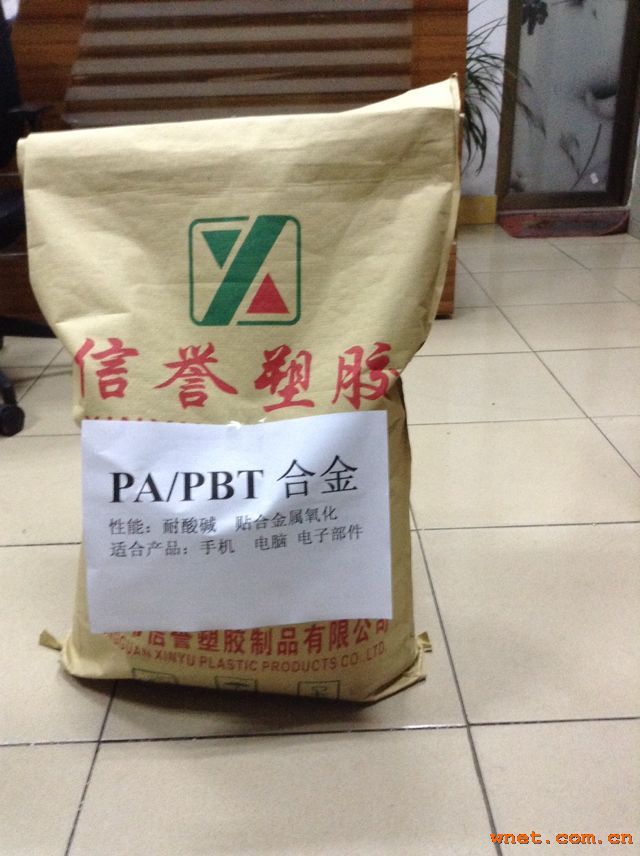 信誉塑胶
PA/PBT 合金
性能：耐酸碱 贴合金属氧化
适合产品：手机 电脑 电子部件
信誉塑胶制品有限公司
GUAN XINYU PLASTIC PRODUCTS CO.,LTD.
wnet.com.cn